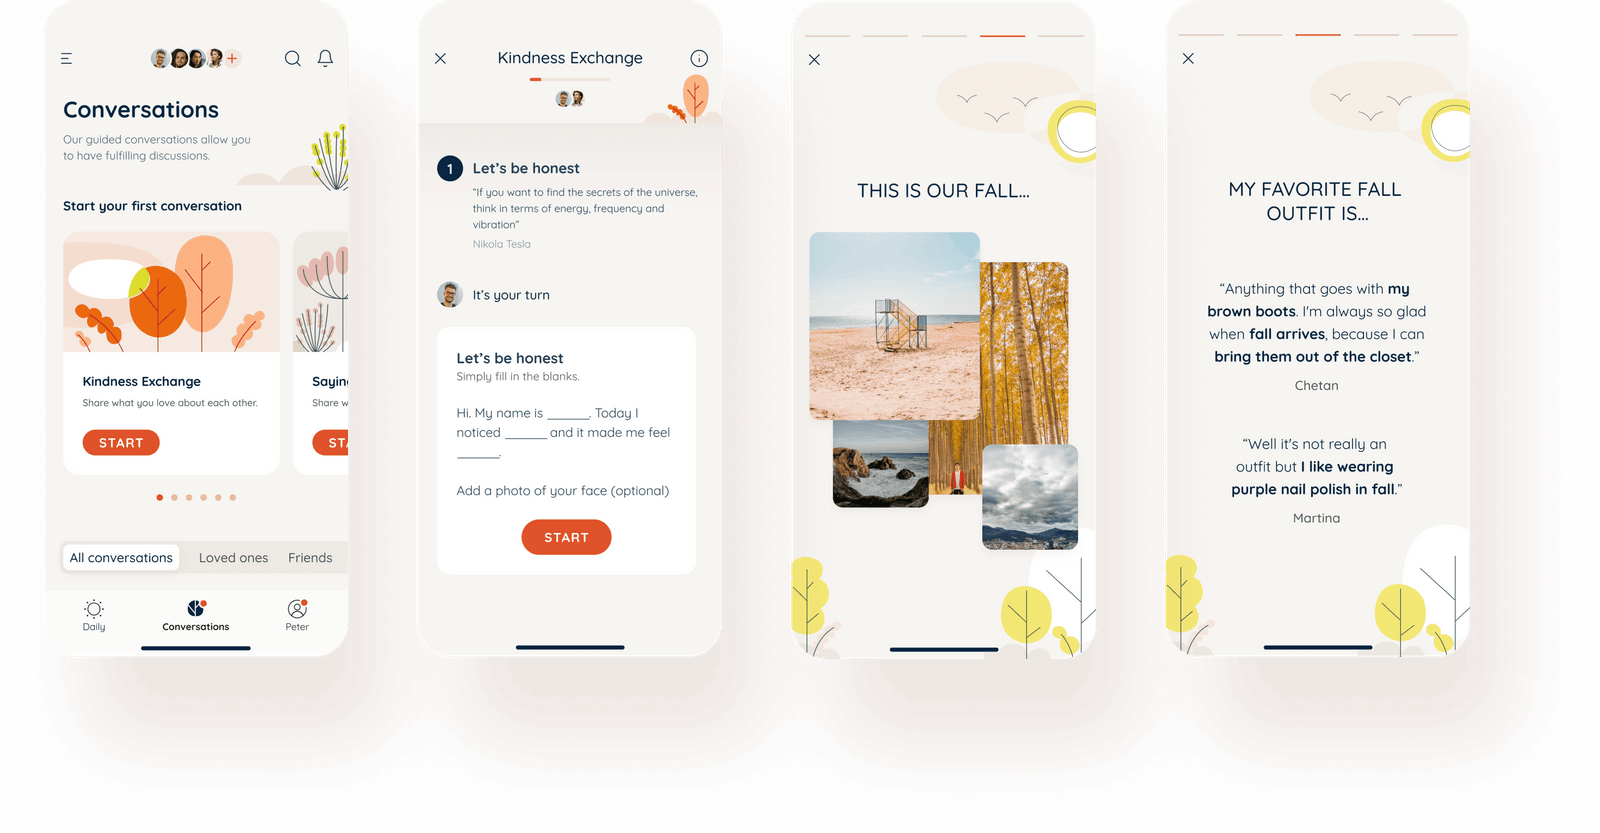 Conversations
Our guided conversations allow you
to have fulfilling discussions.
Start your first conversation
Kindness Exchange
Share what you love about each other.
START
Sayin
Share w
STA
All conversations
Loved ones
Friends
Daily
Conversations
Peter
Kindness Exchange
1
Let's be honest
"If you want to find the secrets of the universe,
think in terms of energy, frequency and
vibration"
Nikola Tesla
It's your turn
Let's be honest
Simply fill in the blanks.
Hi. My name is ______. Today I
noticed ______ and it made me feel
______.
Add a photo of your face (optional)
START
THIS IS OUR FALL...
MY FAVORITE FALL
OUTFIT IS...
“Anything that goes with my
brown boots. I'm always so glad
when fall arrives, because I can
bring them out of the closet.”
Chetan
“Well it's not really an
outfit but I like wearing
purple nail polish in fall.”
Martina